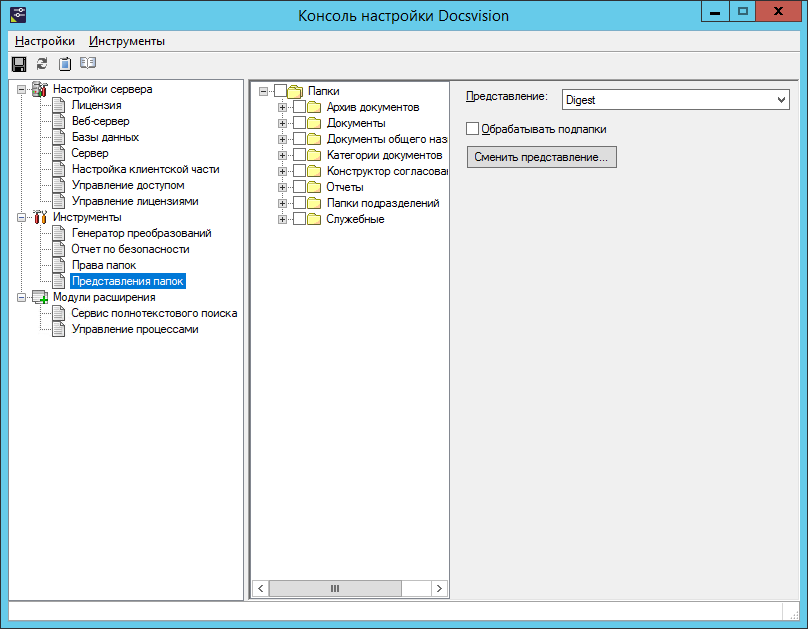 Консоль настройки Docsvision
Настройки Инструменты
Настройки сервера
Лицензия
Веб-сервер
Базы данных
Сервер
Настройка клиентской части
Управление доступом
Управление лицензиями
Инструменты
Генератор преобразований
Отчет по безопасности
Права папок
Представления папок
Модули расширения
Сервис полнотекстового поиска
Управление процессами
Папки
Архив документов
Документы
Документы общего наз
Категории документов
Конструктор согласован
Отчеты
Папки подразделений
Служебные
Представление: Digest
Обрабатывать подпапки
Сменить представление...